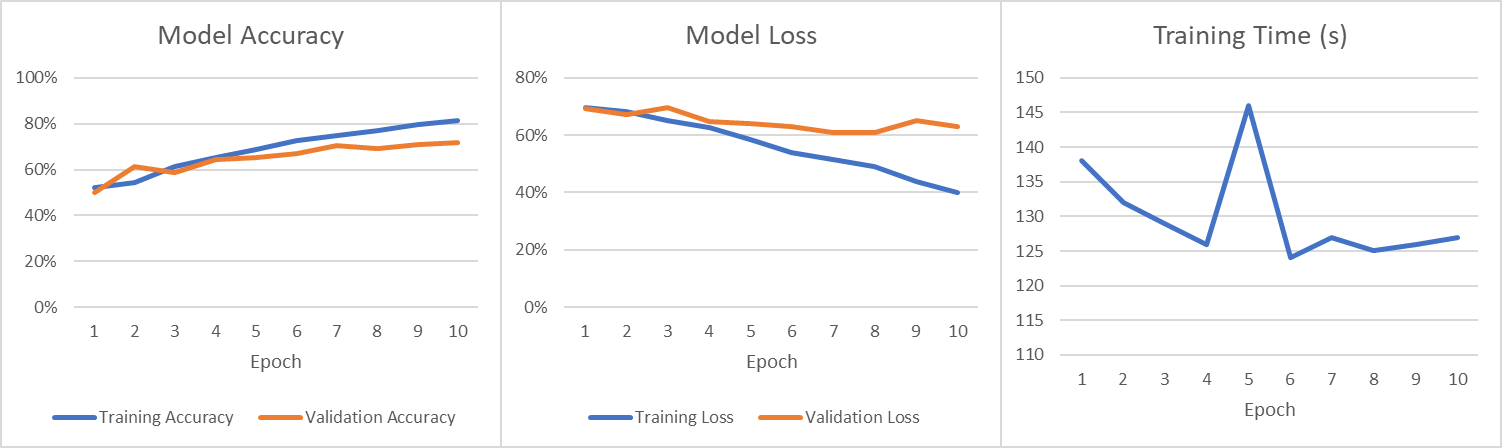 Model Accuracy
100%
80%
60%
40%
20%
0%
1 2 3 4 5 6 7 8 9 10
Epoch
Training Accuracy Validation Accuracy
Model Loss
80%
60%
40%
20%
0%
1 2 3 4 5 6 7 8 9 10
Epoch
Training Loss Validation Loss
Training Time (s)
150
145
140
135
130
125
120
115
110
1 2 3 4 5 6 7 8 9 10
Epoch